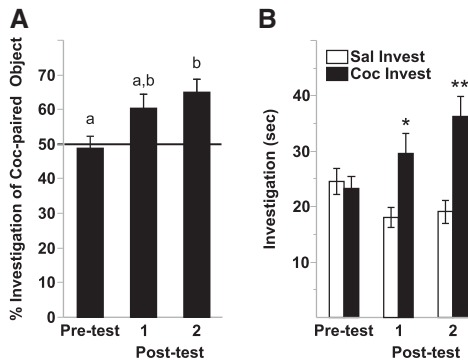 A
% Investigation of Coc-paired Object
80
70
60
50
40
30
20
10
0
a
a,b
b
Pre-test 1 2
Post-test
B
Sal Invest
Coc Invest
Investigation (sec)
40
30
20
10
*
**
Pre-test 1 2
Post-test